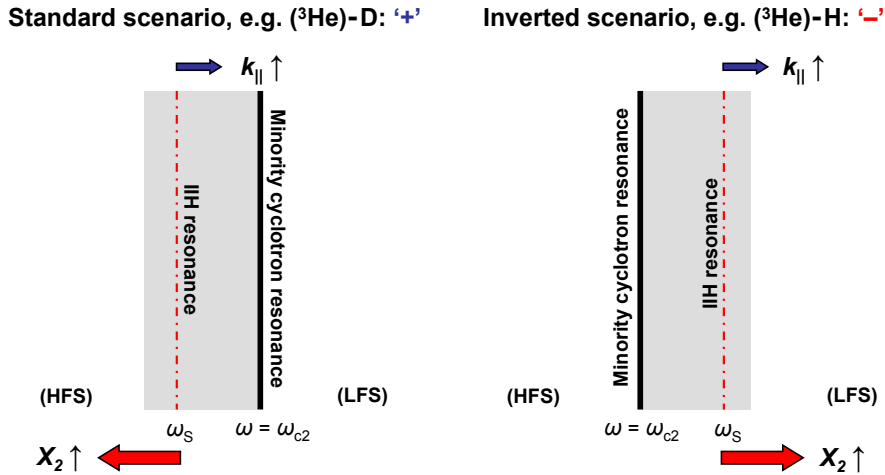 Standard scenario, e.g. (³He)-D: ‘+’
k|| ↑
IIH resonance
Minority cyclotron resonance
(HFS)
(LFS)
ωS
ω = ωc2
X2 ↑
Inverted scenario, e.g. (³He)-H: ‘–’
k|| ↑
Minority cyclotron resonance
IIH resonance
(HFS)
(LFS)
ω = ωc2
ωS
X2 ↑